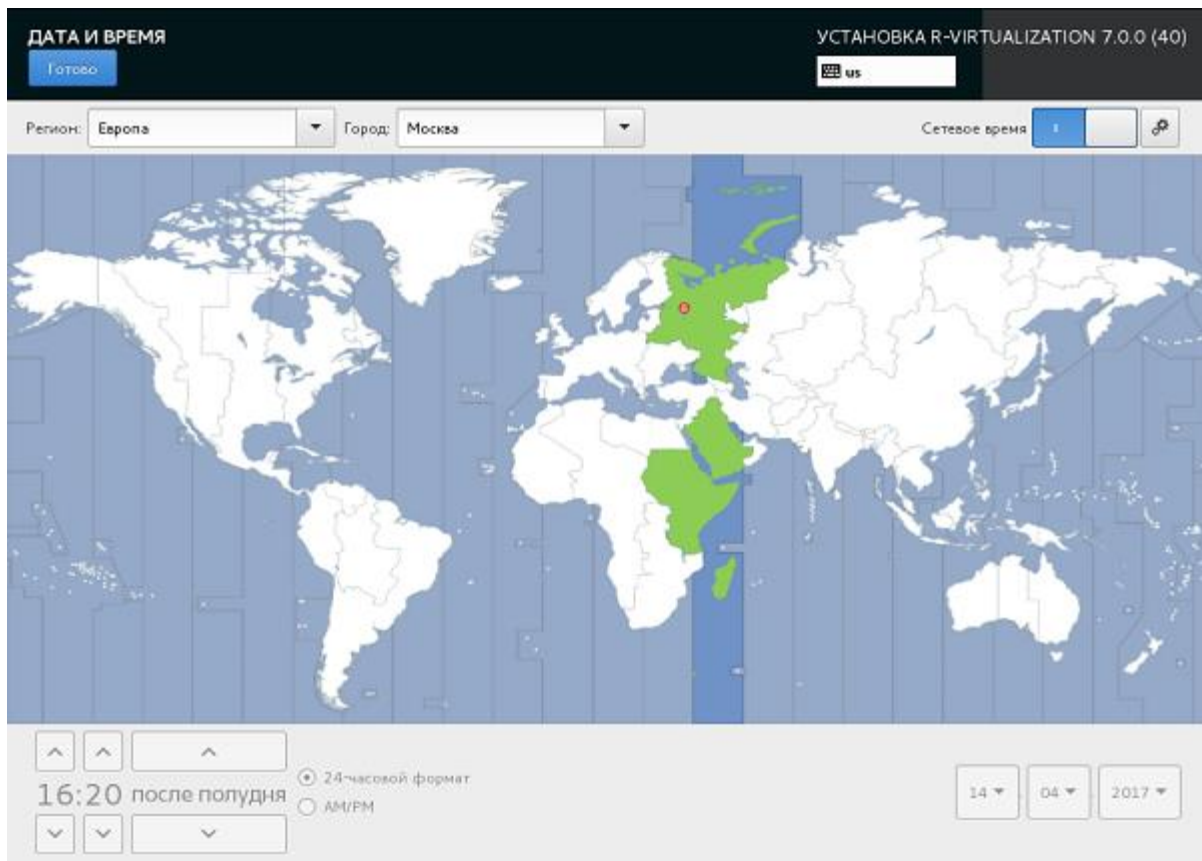 ДАТА И ВРЕМЯ
УСТАНОВКА R-VIRTUALIZATION 7.0.0 (40)
Готово
us
Регион: Европа Город: Москва Сетевое время
24-часовой формат
16:20 после полудня
AM/PM
14 . 04 . 2017